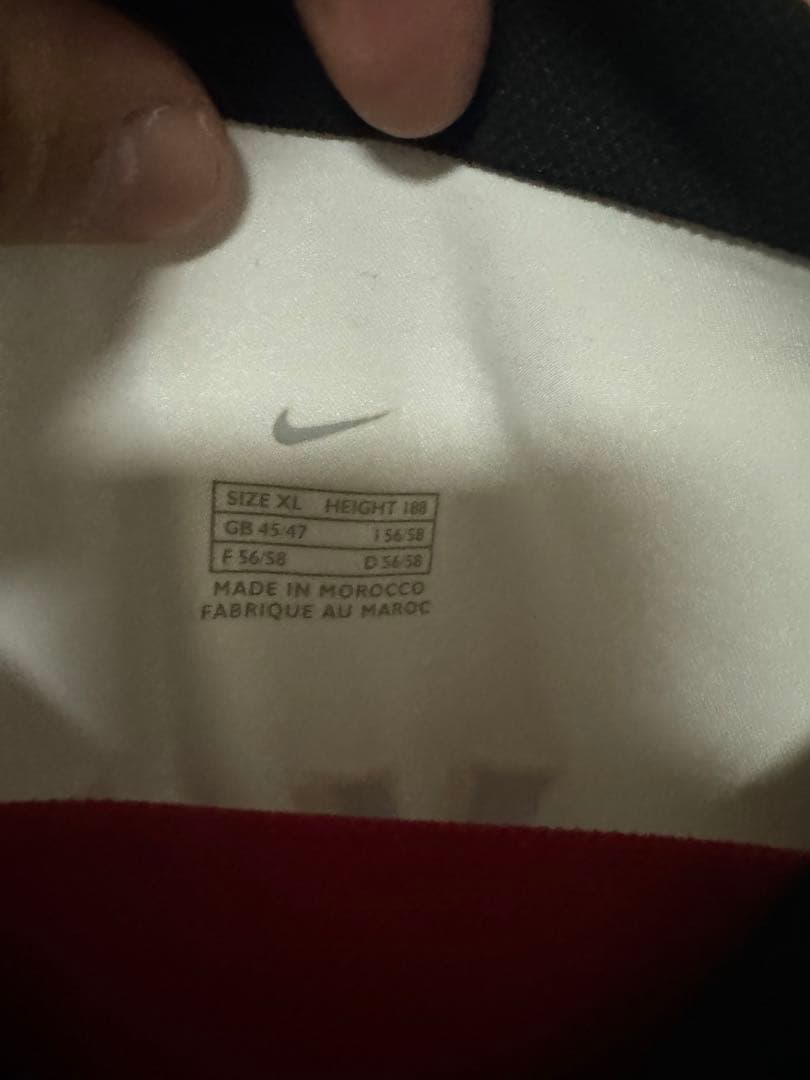 SIZE XL HEIGHT 188
GB 45/47 I 56/58
F 56/58 D 56/58
MADE IN MOROCCO
FABRIQUE AU MAROC